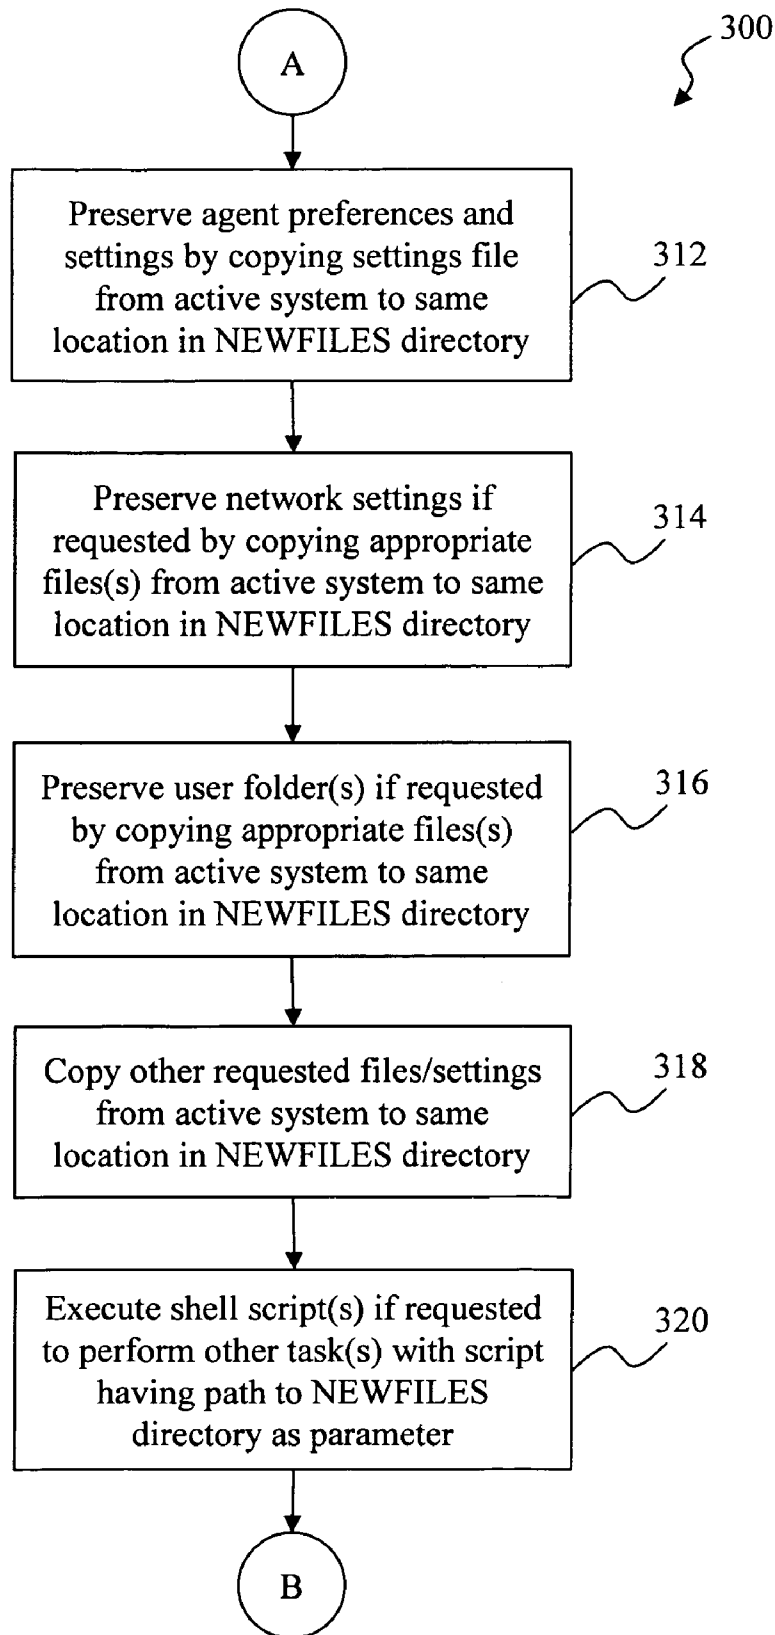 300
A
Preserve agent preferences and
settings by copying settings file
from active system to same
location in NEWFILES directory
312
Preserve network settings if
requested by copying appropriate
files(s) from active system to same
location in NEWFILES directory
314
Preserve user folder(s) if requested
by copying appropriate files(s)
from active system to same
location in NEWFILES directory
316
Copy other requested files/settings
from active system to same
location in NEWFILES directory
318
Execute shell script(s) if requested
to perform other task(s) with script
having path to NEWFILES
directory as parameter
320
B